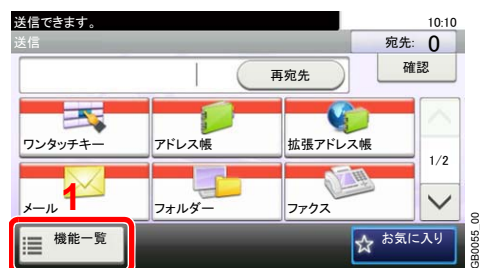 送信できます。
10:10
送信
宛先: 0
再宛先
確認
ワンタッチキー
アドレス帳
拡張アドレス帳
1/2
メール
フォルダー
ファクス
1
機能一覧
お気に入り
GB0055_00